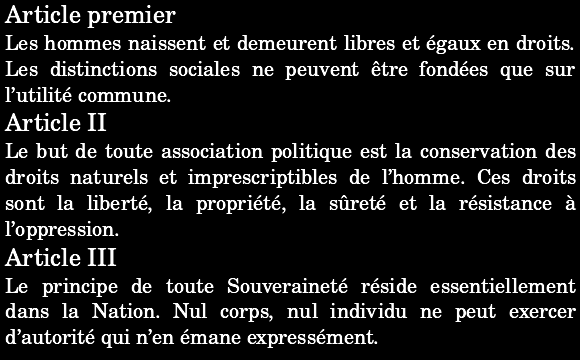 Article premier
Les hommes naissent et demeurent libres et égaux en droits.
Les distinctions sociales ne peuvent être fondées que sur
l’utilité commune.
Article II
Le but de toute association politique est la conservation des
droits naturels et imprescriptibles de l’homme. Ces droits
sont la liberté, la propriété, la sûreté et la résistance à
l’oppression.
Article III
Le principe de toute Souveraineté réside essentiellement
dans la Nation. Nul corps, nul individu ne peut exercer
d’autorité qui n’en émane expressément.